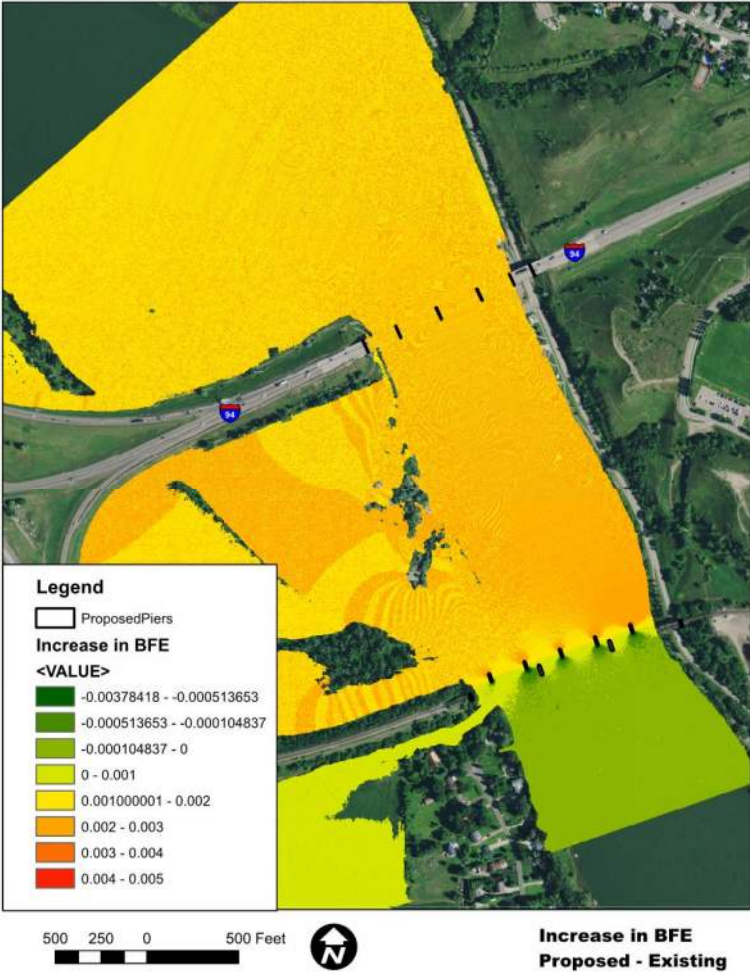 94
94
Legend
ProposedPiers
Increase in BFE
<VALUE>
-0.00378418 - -0.000513653
-0.000513653 - -0.000104837
-0.000104837 - 0
0 - 0.001
0.001000001 - 0.002
0.002 - 0.003
0.003 - 0.004
0.004 - 0.005
500 250 0 500 Feet
N
Increase in BFE
Proposed - Existing